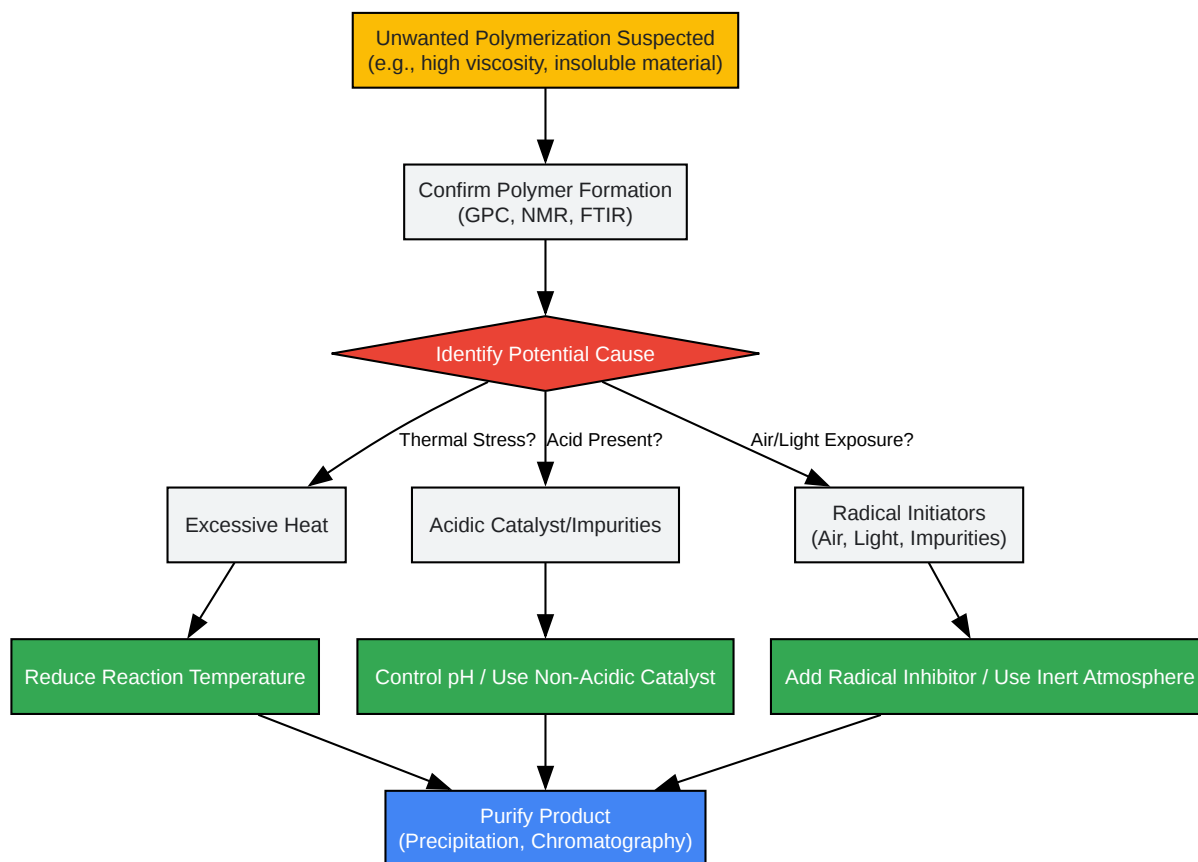 Unwanted Polymerization Suspected
(e.g., high viscosity, insoluble material)
Confirm Polymer Formation
(GPC, NMR, FTIR)
Identify Potential Cause
Thermal Stress?
Acid Present?
Air/Light Exposure?
Excessive Heat
Acidic Catalyst/Impurities
Radical Initiators
(Air, Light, Impurities)
Reduce Reaction Temperature
Control pH / Use Non-Acidic Catalyst
Add Radical Inhibitor / Use Inert Atmosphere
Purify Product
(Precipitation, Chromatography)